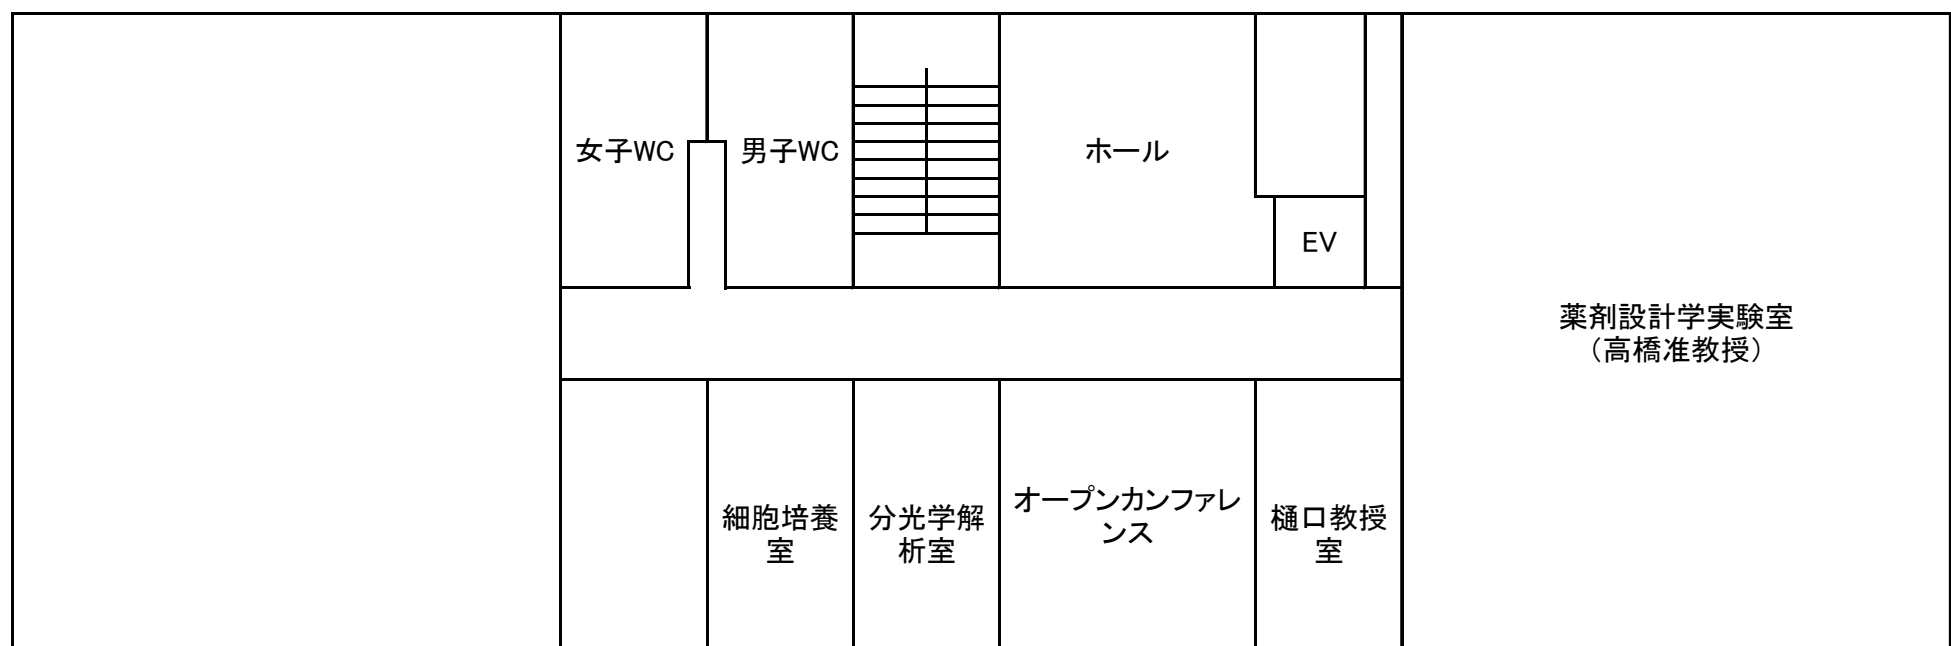 女子WC
男子WC
ホール
EV
薬剤設計学実験室
（高橋准教授）
細胞培養
室
分光学解
析室
オープンカンファレ
ンス
樋口教授
室